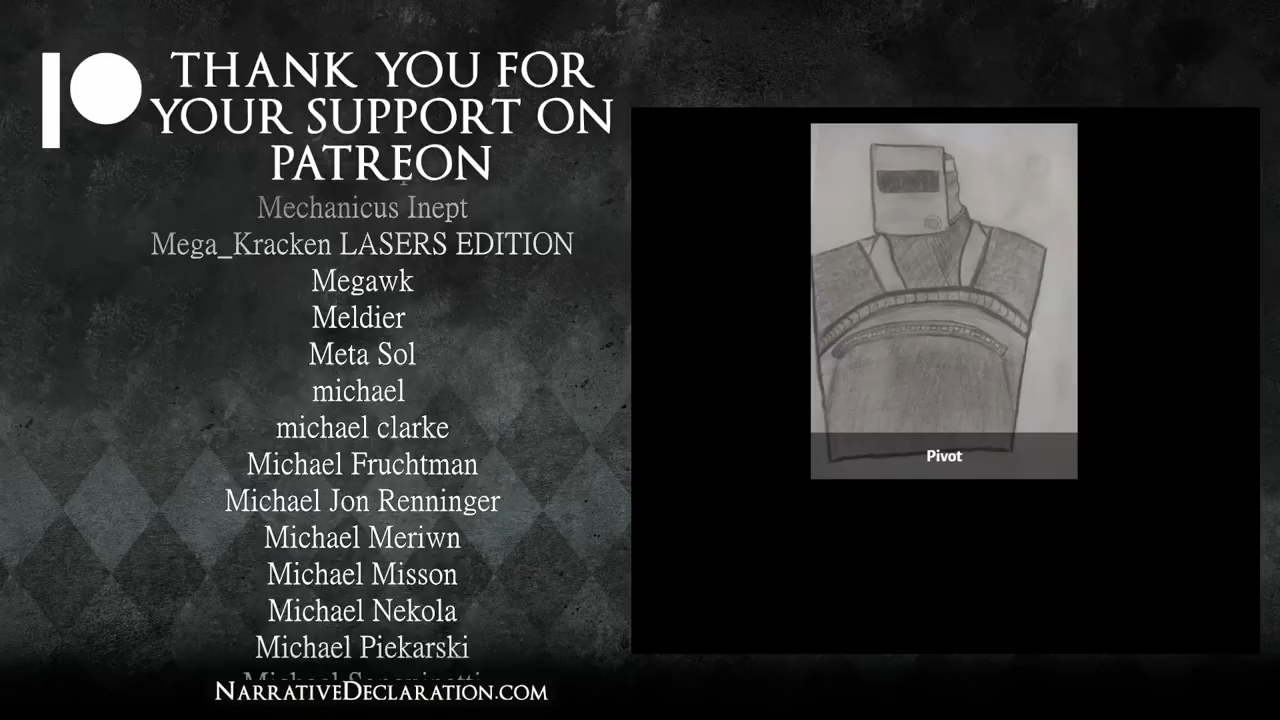 THANK YOU FOR
YOUR SUPPORT ON
PATREON
Mechanicus Inept
Mega_Kracken LASERS EDITION
Megawk
Meldier
Meta Sol
michael
michael clarke
Michael Fruchtman
Michael Jon Renninger
Michael Meriwn
Michael Misson
Michael Nekola
Michael Piekarski
Michael
NARRATIVEDECLARATION.COM
Pivot